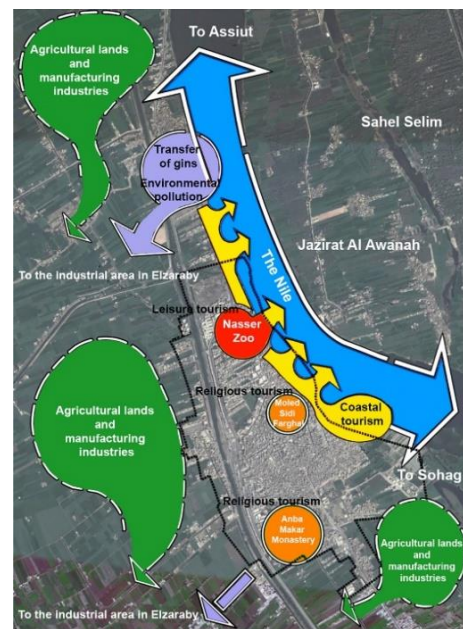 To Assiut
Agricultural lands
and
manufacturing
industries
Sahel Selim
Transfer
of gins
Environmental
pollution
Jazirat Al Awanah
The Nile
To the industrial area in Elzaraby
Leisure tourism
Nasser
Zoo
Religious tourism
Moled
Sidi
Farghal
Coastal
tourism
Agricultural lands
and
manufacturing
industries
To Sohag
Religious tourism
Anba
Makar
Monastery
Agricultural
lands
and
manufacturing
industries
To the industrial area in Elzaraby